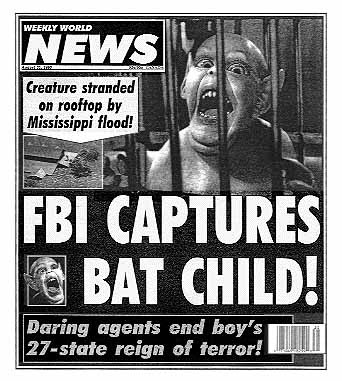 WEEKLY WORLD
NEWS
Creature stranded
on rooftop by
Mississippi flood!
FBI CAPTURES
BAT CHILD!
Daring agents end boy's
27-state reign of terror!